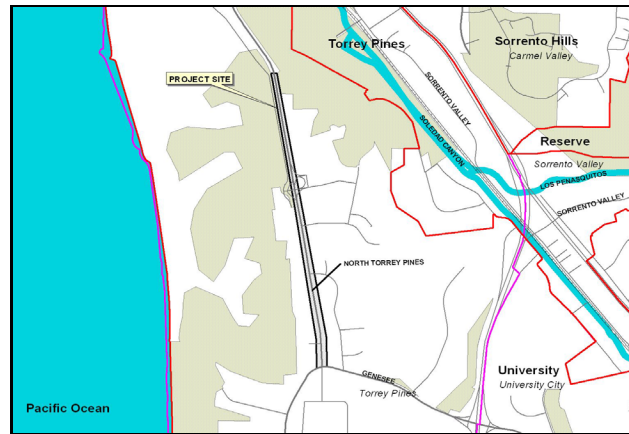 Torrey Pines
Sorrento Hills
Carmel Valley
PROJECT SITE
SORRENTO VALLEY
SOLEDAD CANYON
Reserve
Sorrento Valley
LOS PENASQUITOS
SORRENTO VALLEY
NORTH TORREY PINES
GENESEE
Torrey Pines
University
University City
Pacific Ocean